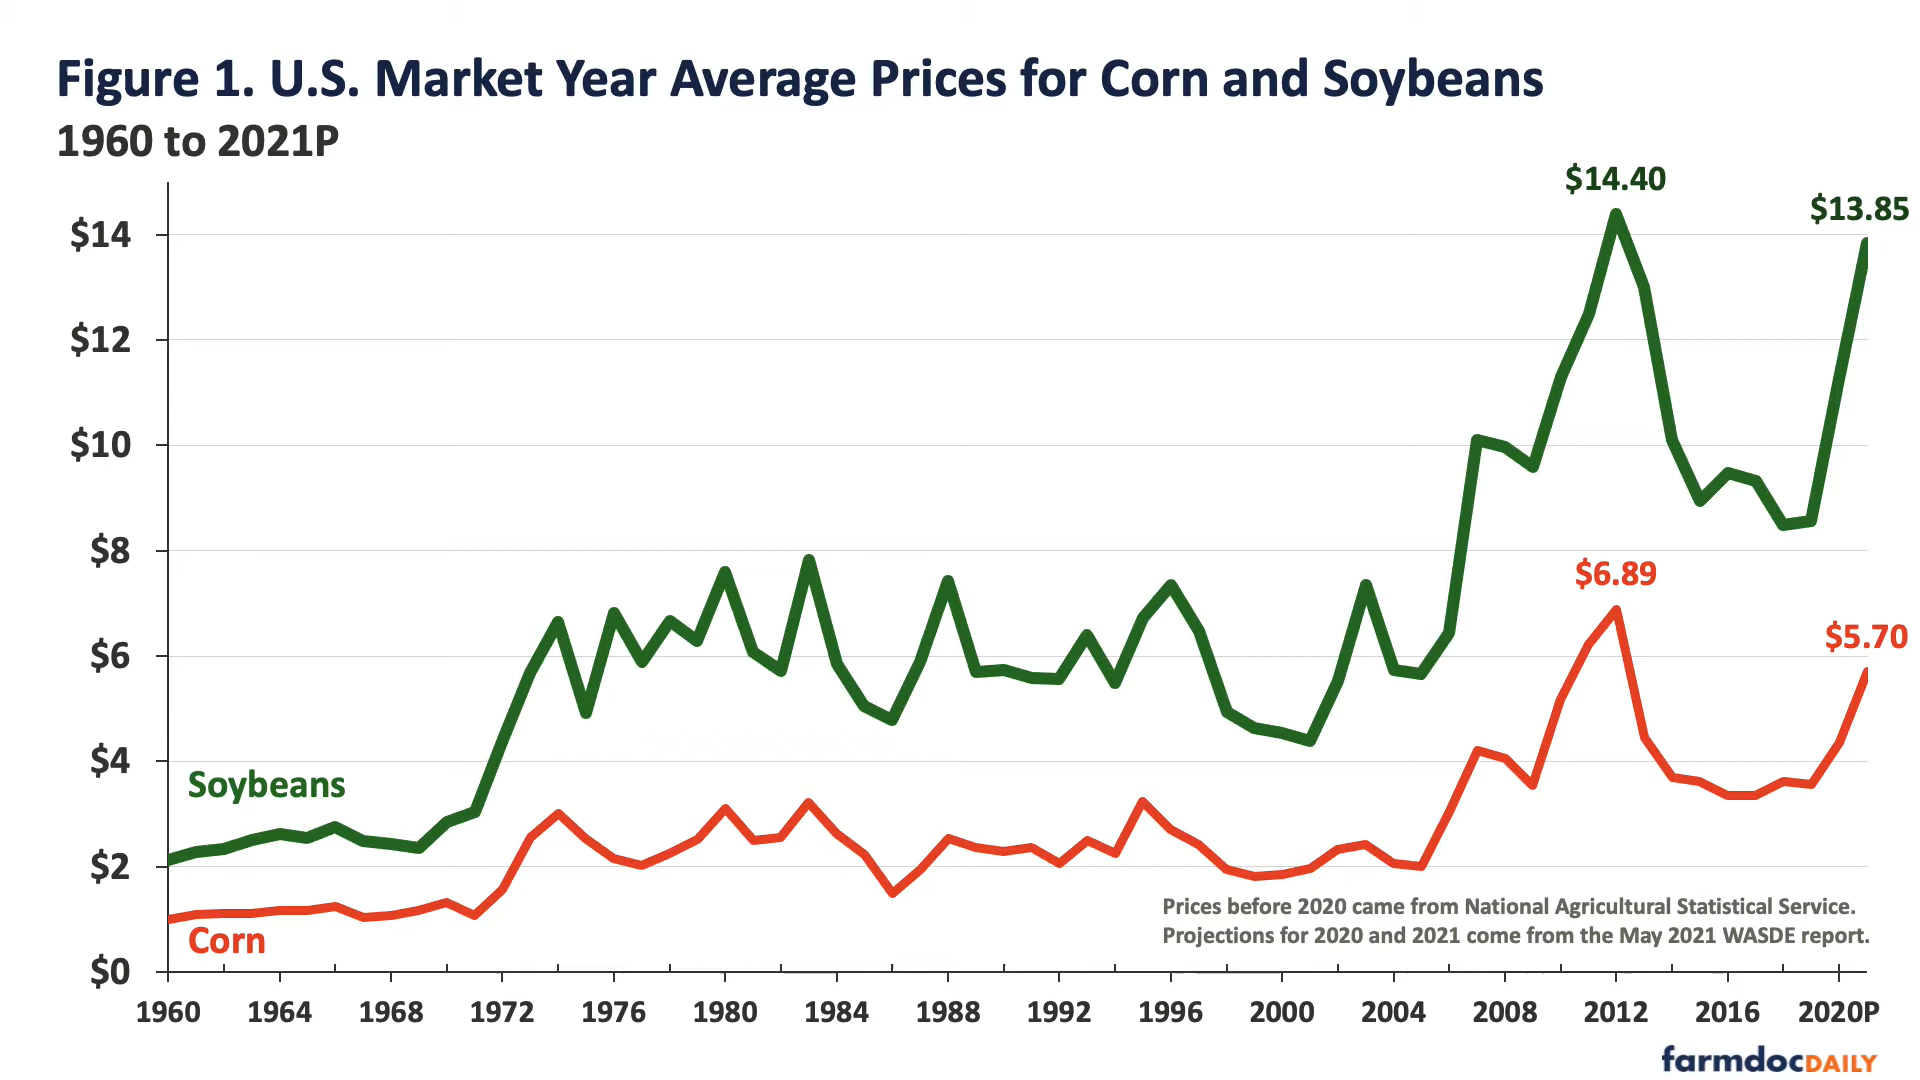 Figure 1. U.S. Market Year Average Prices for Corn and Soybeans
1960 to 2021P
$14.40
$13.85
$14
$12
$10
$8
$6.89
$5.70
$6
$4
Soybeans
$2
Prices before 2020 came from National Agricultural Statistical Service.
Projections for 2020 and 2021 come from the May 2021 WASDE report.
Corn
$0
1960 1964 1968 1972 1976 1980 1984 1988 1992 1996 2000 2004 2008 2012 2016 2020P
farmdocDAILY